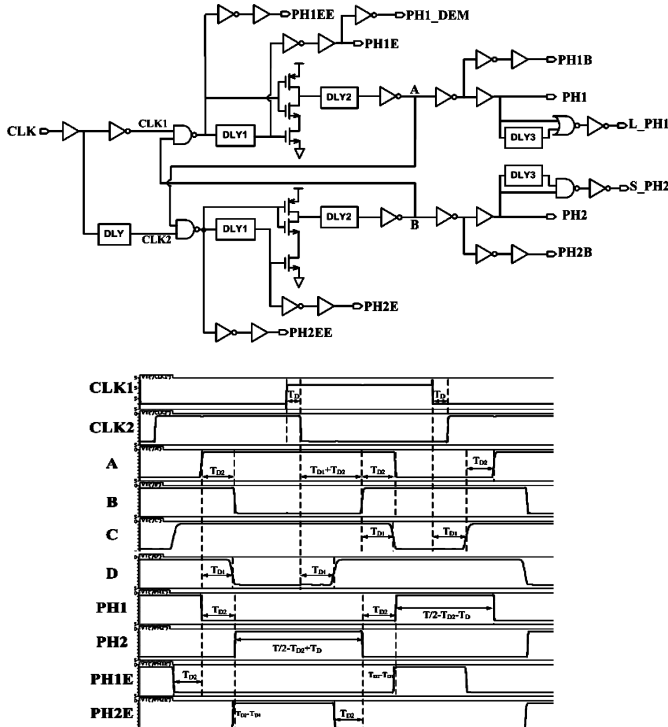 PH1EE
PH1_DEM
PH1E
PH1B
A
DLY2
PH1
CLK
CLK1
DLY1
DLY3
L_PH1
DLY3
S_PH2
DLY
CLK2
DLY1
DLY2
B
PH2
PH2B
PH2E
PH2EE
CLK1
TD
TD
CLK2
A
TD2
TD1+TD2
TD2
TD2
B
C
TD1
TD1
D
TD1
TD1
PH1
TD2
TD2
T/2-TD2-TD
PH2
T/2-TD2+TD
PH1E
TD2
PH2E
TD2-TD1
TD2